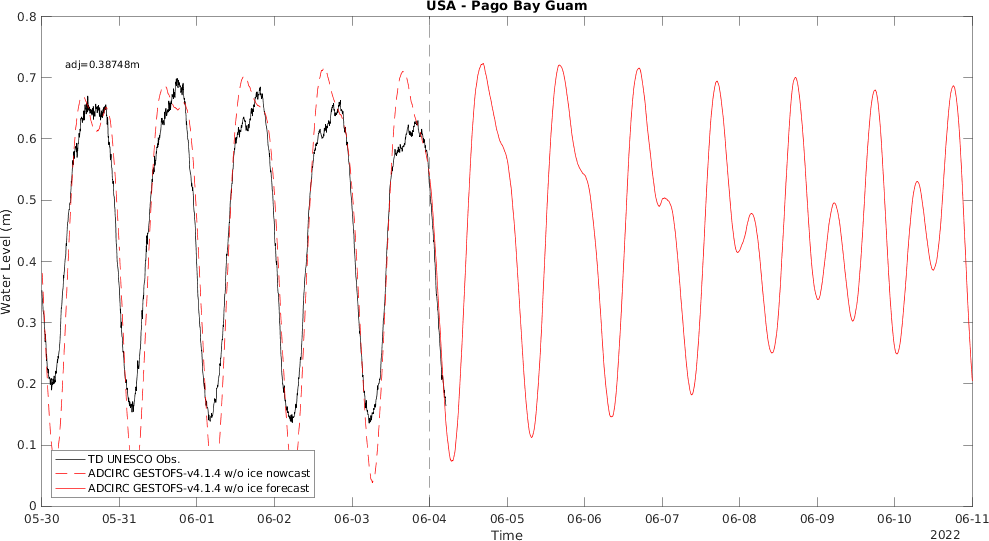 USA - Pago Bay Guam
adj=0.38748m
Water Level (m)
0.8
0.7
0.6
0.5
0.4
0.3
0.2
0.1
0
TD UNESCO Obs.
ADCIRC GESTOFS-v4.1.4 w/o ice nowcast
ADCIRC GESTOFS-v4.1.4 w/o ice forecast
05-30 05-31 06-01 06-02 06-03 06-04 06-05 06-06 06-07 06-08 06-09 06-10 06-11
Time
2022